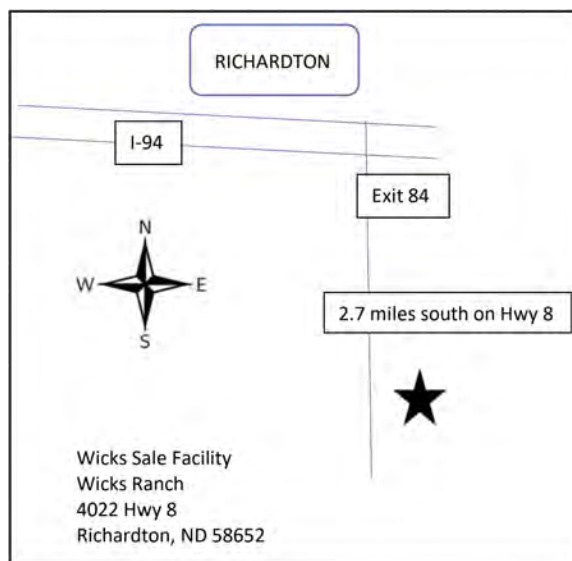 RICHARDTON
I-94
Exit 84
N
W E
S
2.7 miles south on Hwy 8
Wicks Sale Facility
Wicks Ranch
4022 Hwy 8
Richardton, ND 58652